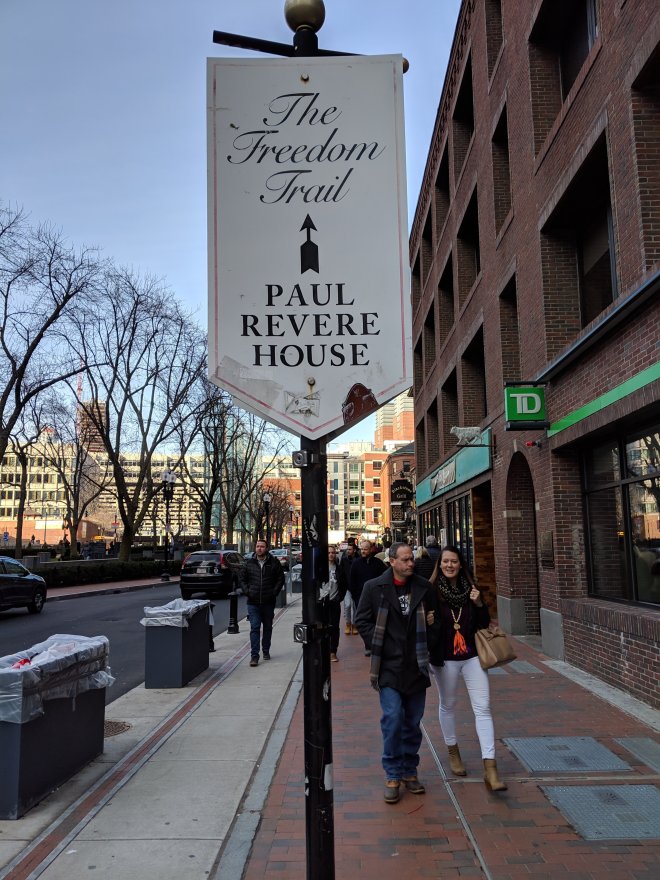 The
Freedom
Trail
PAUL
REVERE
HOUSE
TD